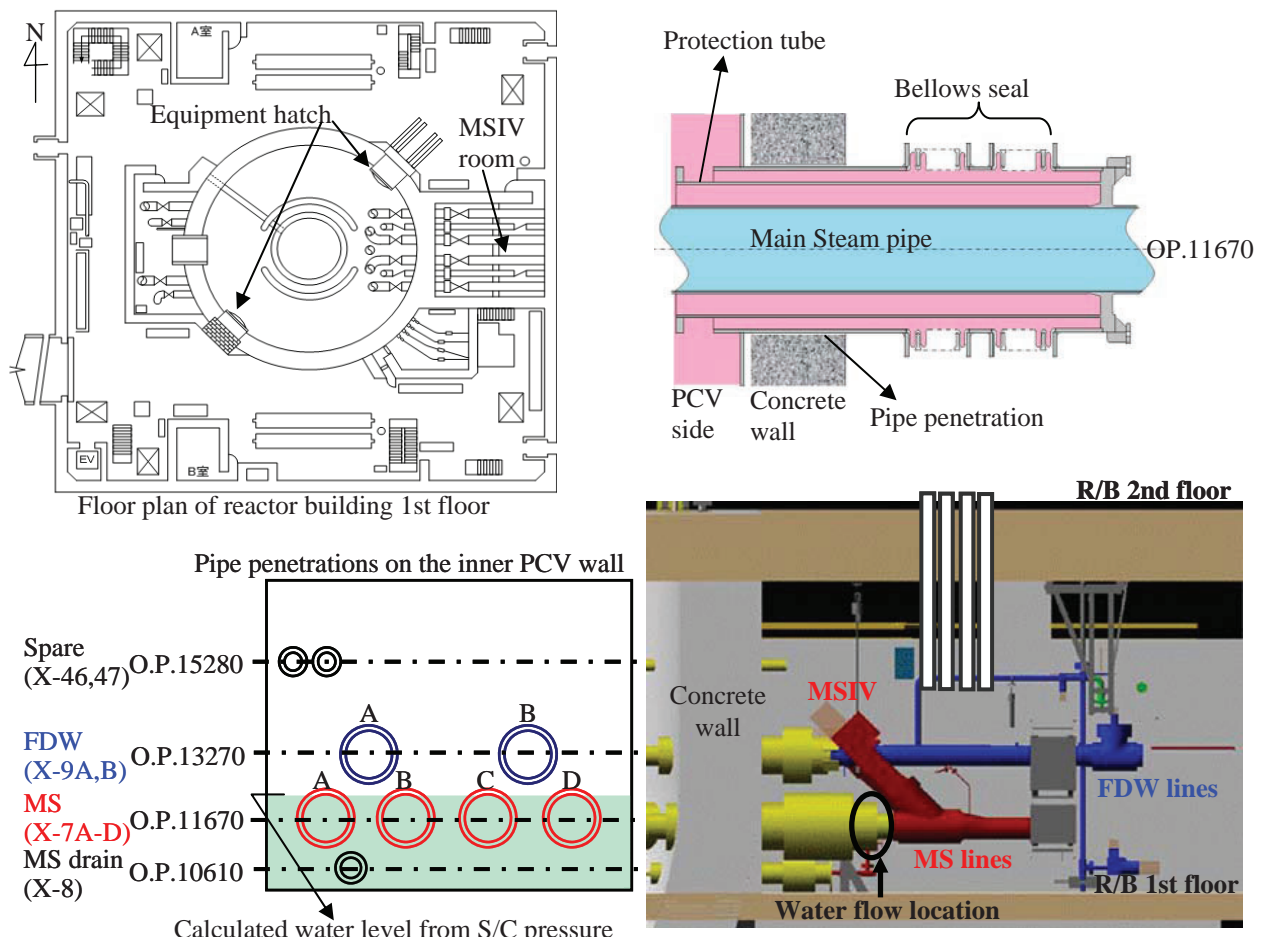 N
A室
Equipment hatch
MSIV
room
EV
B室
Floor plan of reactor building 1st floor
Protection tube
Bellows seal
Main Steam pipe
OP.11670
PCV
side
Concrete
wall
Pipe penetration
Pipe penetrations on the inner PCV wall
Spare
(X-46,47)
O.P.15280
A
B
FDW
(X-9A,B)
O.P.13270
A
B
C
D
MS
(X-7A-D)
O.P.11670
MS drain
(X-8)
O.P.10610
Calculated water level from S/C pressure
R/B 2nd floor
Concrete
wall
MSIV
FDW lines
MS lines
R/B 1st floor
Water flow location